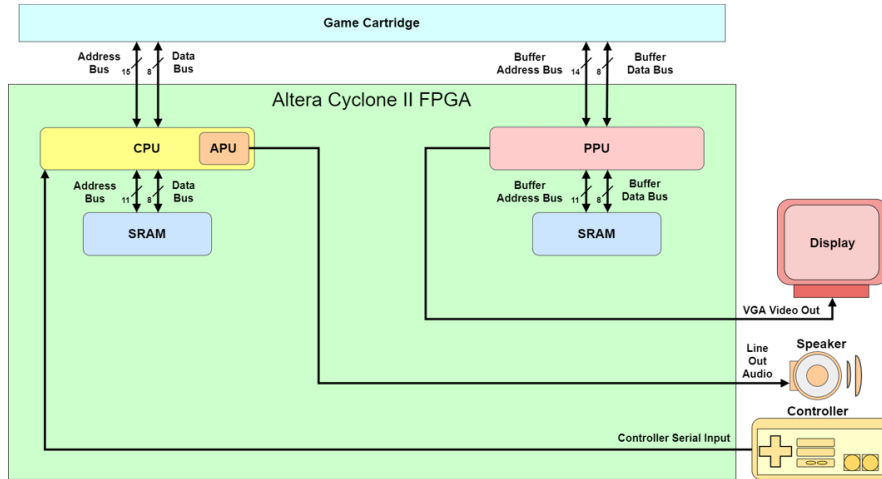 Game Cartridge
Address
Bus
15
8
Data
Bus
Buffer
Address Bus
14
8
Buffer
Data Bus
Altera Cyclone II FPGA
CPU
APU
PPU
Address
Bus
11
8
Data
Bus
Buffer
Address Bus
11
8
Buffer
Data Bus
SRAM
SRAM
Display
VGA Video Out
Speaker
Line
Out
Audio
Controller
Controller Serial Input